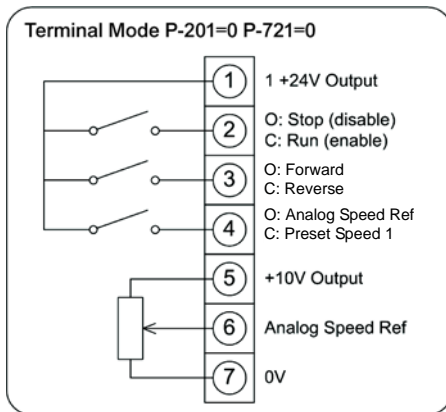 Terminal Mode P-201=0 P-721=0
1 1 +24V Output
2 O: Stop (disable)
C: Run (enable)
3 O: Forward
C: Reverse
4 O: Analog Speed Ref
C: Preset Speed 1
5 +10V Output
6 Analog Speed Ref
7 0V